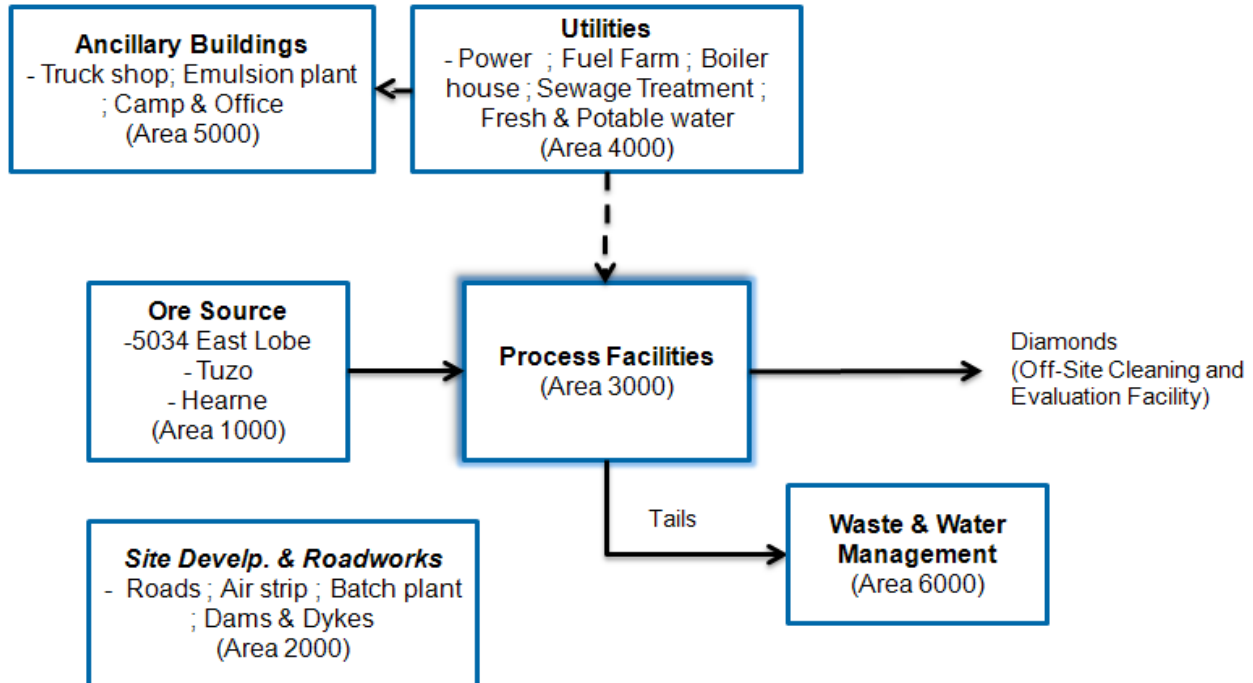 Ancillary Buildings
- Truck shop; Emulsion plant
; Camp & Office
(Area 5000)
Utilities
- Power ; Fuel Farm ; Boiler
house ; Sewage Treatment ;
Fresh & Potable water
(Area 4000)
Ore Source
-5034 East Lobe
- Tuzo
- Hearne
(Area 1000)
Process Facilities
(Area 3000)
Diamonds
(Off-Site Cleaning and
Evaluation Facility)
Tails
Waste & Water
Management
(Area 6000)
Site Develp. & Roadworks
- Roads ; Air strip ; Batch plant
; Dams & Dykes
(Area 2000)